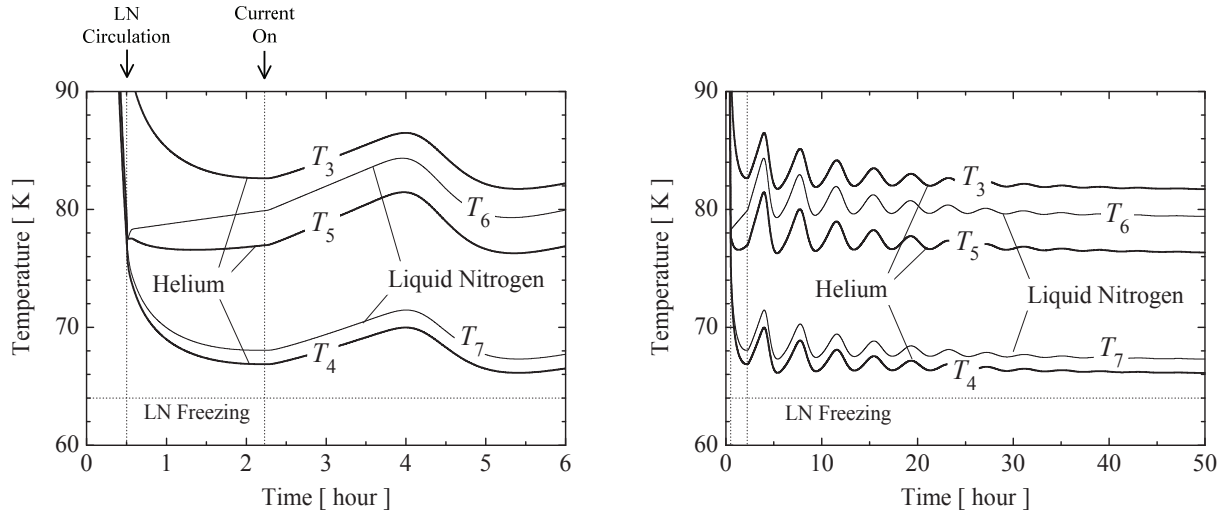 LN
Circulation
Current
On
90
80
70
60
Temperature [ K ]
T3
T6
T5
Helium
Liquid Nitrogen
T7
T4
LN Freezing
0 1 2 3 4 5 6
Time [ hour ]
90
80
70
60
Temperature [ K ]
T3
T6
T5
Helium
Liquid Nitrogen
T7
T4
LN Freezing
0 10 20 30 40 50
Time [ hour ]